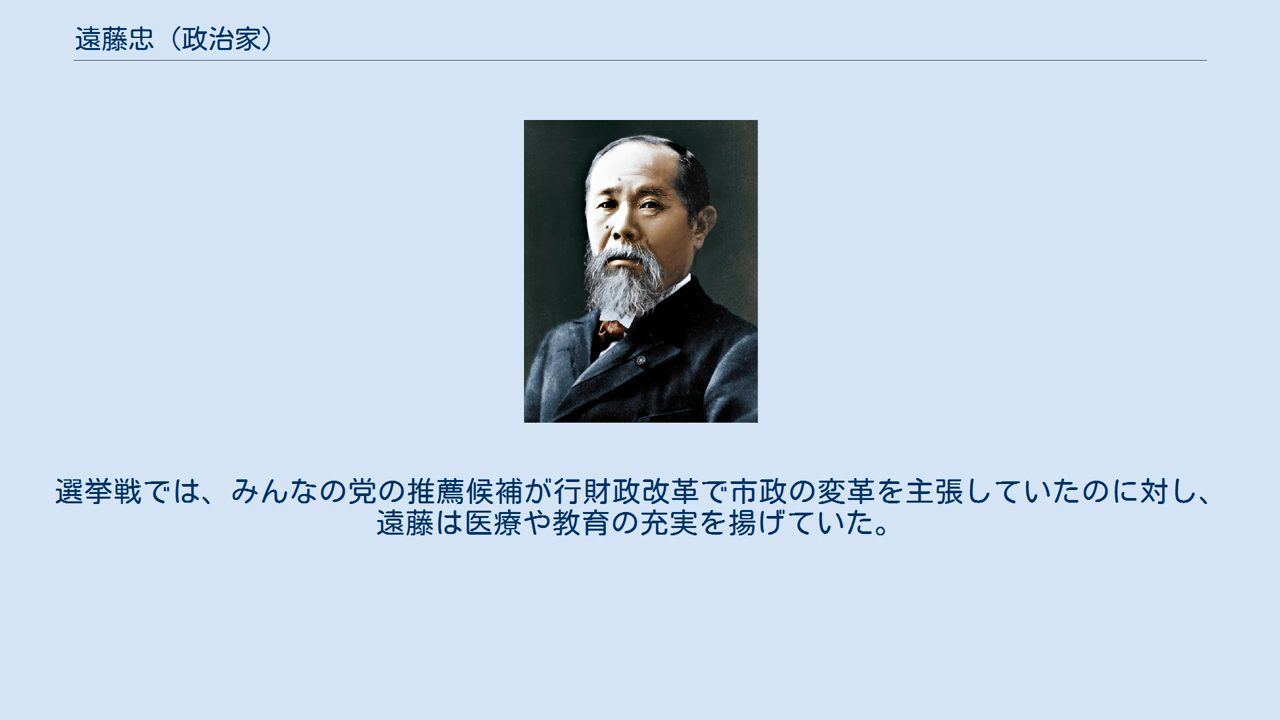 遠藤忠（政治家）
選挙戦では、みんなの党の推薦候補が行財政改革で市政の変革を主張していたのに対し、
遠藤は医療や教育の充実を揚げていた。